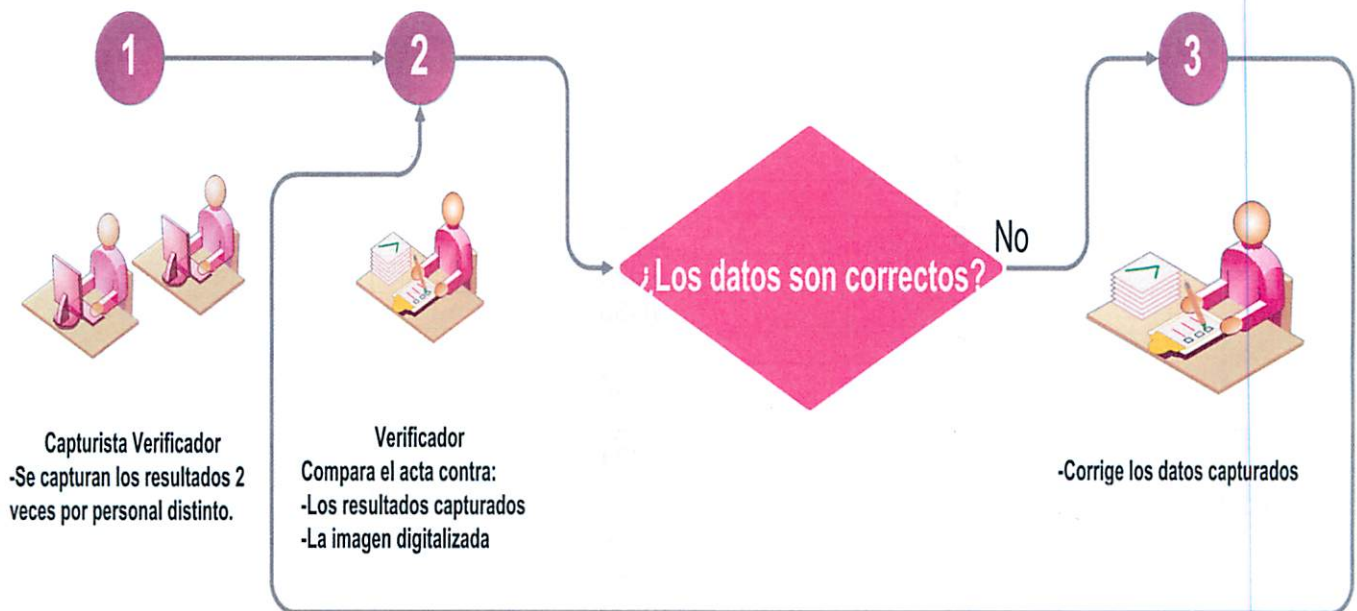 1
2
3
¿Los datos son correctos?
No
Capturista Verificador
-Se capturan los resultados 2
veces por personal distinto.
Verificador
Compara el acta contra:
-Los resultados capturados
-La imagen digitalizada
-Corrige los datos capturados